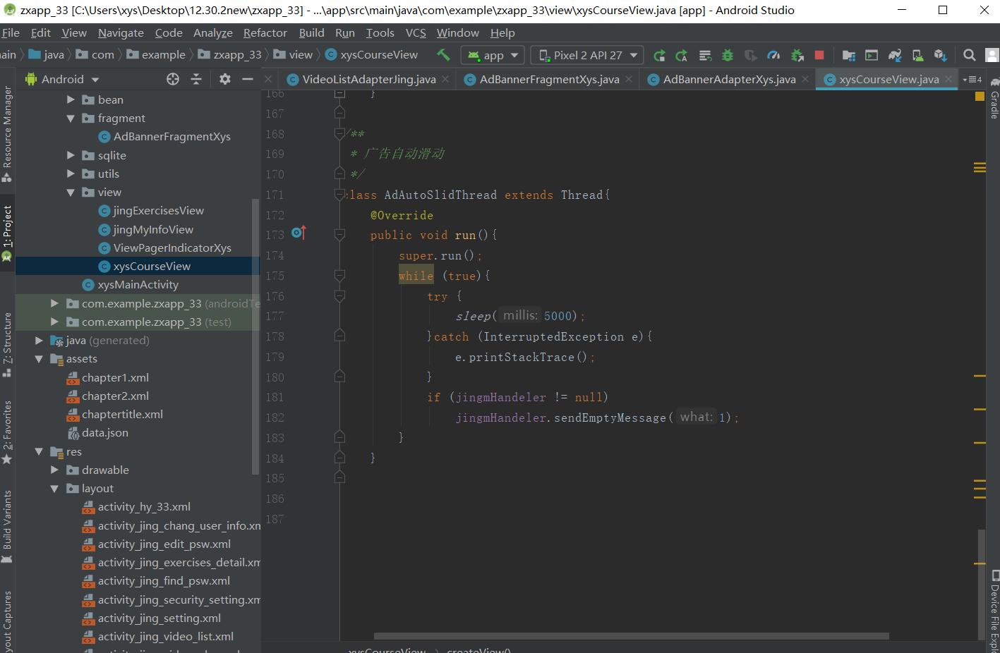 zxapp_33 [C:\Users\xys\Desktop\12.30.2new\zxapp_33] - ...\app\src\main\java\com\example\zxapp_33\view\xysCourseView.java [app] - Android Studio
File Edit View Navigate Code Analyze Refactor Build Run Tools VCS Window Help
ain java com example zxapp_33 view xysCourseView app Pixel 2 API 27
Android
VideoListAdapterJing.java AdBannerFragmentXys.java AdBannerAdapterXys.java xysCourseView.java 4
Resource Manager
1: Project
Z: Structure
2: Favorites
Build Variants
yout Captures
bean
fragment
AdBannerFragmentXys
sqlite
utils
view
jingExercisesView
jingMyInfoView
ViewPagerIndicatorXys
xysCourseView
xysMainActivity
com.example.zxapp_33 (androidTe
com.example.zxapp_33 (test)
java (generated)
assets
chapter1.xml
chapter2.xml
chaptertitle.xml
data.json
res
drawable
layout
activity_hy_33.xml
activity_jing_chang_user_info.xm
activity_jing_edit_psw.xml
activity_jing_exercises_detail.xm
activity_jing_find_psw.xml
activity_jing_security_setting.xm
activity_jing_setting.xml
activity_jing_video_list.xml
166 }
167
168 /**
169 * 广告自动滑动
170 */
171 lass AdAutoSlidThread extends Thread{
172 @Override
173 public void run(){
174 super.run();
175 while (true){
176 try {
177 sleep( millis: 5000);
178 }catch (InterruptedException e){
179 e.printStackTrace();
180 }
181 if (jingmHandeler != null)
182 jingmHandeler.sendEmptyMessage( what: 1);
183 }
184 }
185
186
187
xysCourseView createView()
Gradle
Device File Explo